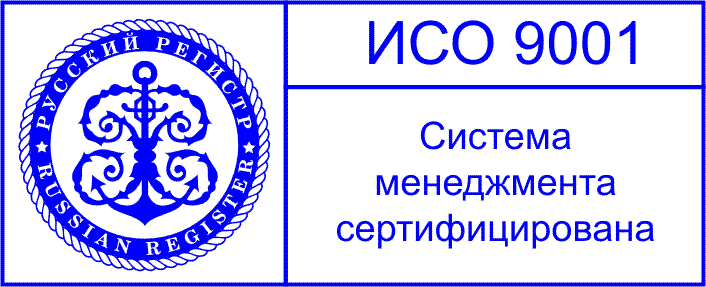 РУССКИЙ РЕГИСТР
RUSSIAN REGISTER
ИСО 9001
Система
менеджмента
сертифицирована